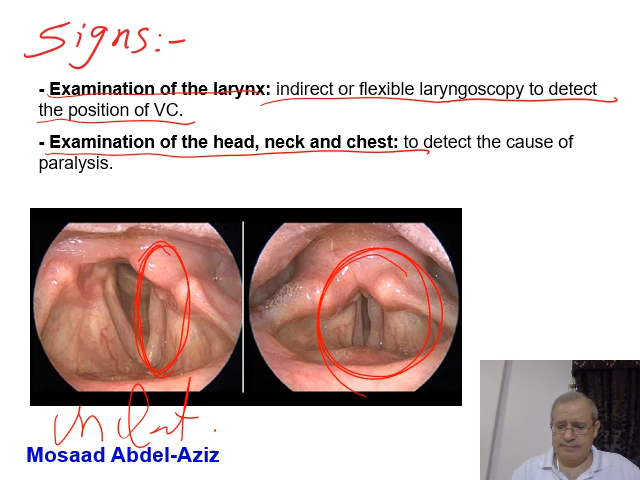 Signs:-
- Examination of the larynx: indirect or flexible laryngoscopy to detect
the position of VC.
- Examination of the head, neck and chest: to detect the cause of
paralysis.
Mosaad Abdel-Aziz